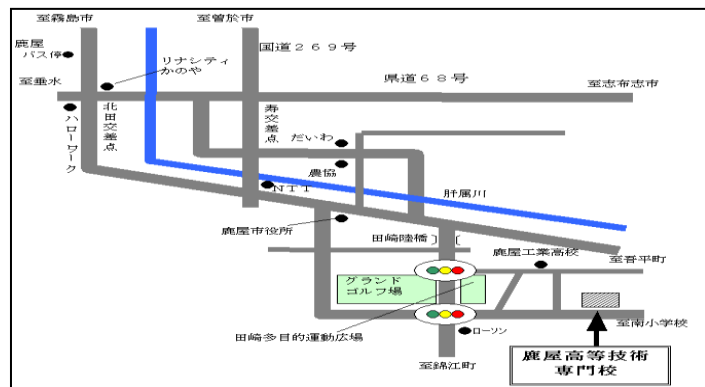 至霧島市
至曽於市
国道２６９号
鹿屋
バス停
リナシティ
かのや
県道６８号
至垂水
至志布志市
ハローワーク
北田交差点
寿交差点
だいわ
農協
ＮＴＴ
肝属川
鹿屋市役所
田崎陸橋
鹿屋工業高校
至吾平町
グランド
ゴルフ場
田崎多目的運動広場
ローソン
至南小学校
至錦江町
鹿屋高等技術
専門校